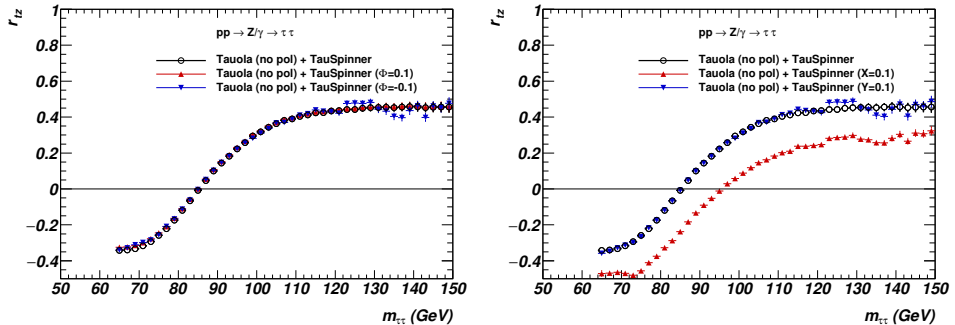 r_tz
1
0.8
0.6
0.4
0.2
0
−0.2
−0.4
pp → Z/γ → ττ
Tauola (no pol) + TauSpinner
Tauola (no pol) + TauSpinner (Φ=0.1)
Tauola (no pol) + TauSpinner (Φ=-0.1)
50 60 70 80 90 100 110 120 130 140 150
m_ττ (GeV)
r_tz
1
0.8
0.6
0.4
0.2
0
−0.2
−0.4
pp → Z/γ → ττ
Tauola (no pol) + TauSpinner
Tauola (no pol) + TauSpinner (X=0.1)
Tauola (no pol) + TauSpinner (Y=0.1)
50 60 70 80 90 100 110 120 130 140 150
m_ττ (GeV)